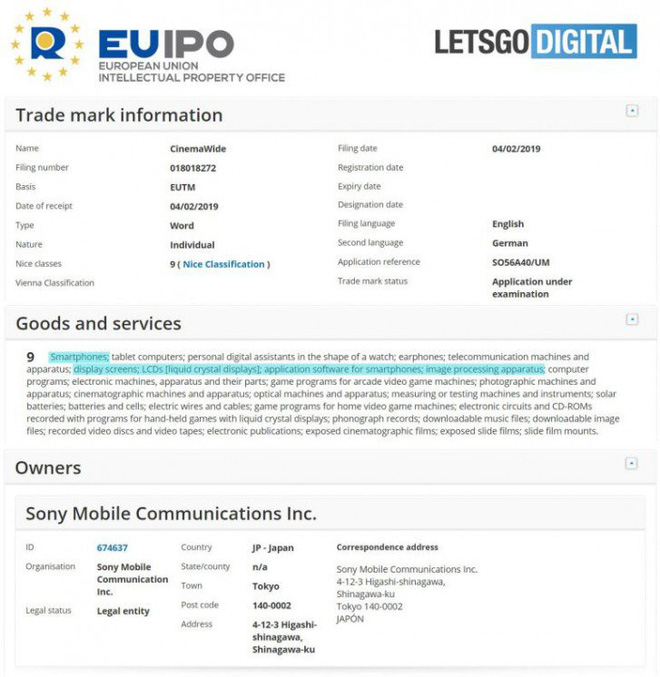 EUIPO
EUROPEAN UNION
INTELLECTUAL PROPERTY OFFICE
LETSGO DIGITAL
Trade mark information
Name CinemaWide
Filing number 018018272
Basis EUTM
Date of receipt 04/02/2019
Type Word
Nature Individual
Nice classes 9 ( Nice Classification )
Vienna Classification
Filing date 04/02/2019
Registration date
Expiry date
Designation date
Filing language English
Second language German
Application reference SO56A40/UM
Trade mark status Application under
examination
Goods and services
9 Smartphones; tablet computers; personal digital assistants in the shape of a watch; earphones; telecommunication machines and
apparatus; display screens; LCDs [liquid crystal displays]; application software for smartphones; image processing apparatus; computer
programs; electronic machines, apparatus and their parts; game programs for arcade video game machines; photographic machines and
apparatus; cinematographic machines and apparatus; optical machines and apparatus; measuring or testing machines and instruments; solar
batteries; batteries and cells; electric wires and cables; game programs for home video game machines; electronic circuits and CD-ROMs
recorded with programs for hand-held games with liquid crystal displays; phonograph records; downloadable music files; downloadable image
files; recorded video discs and video tapes; electronic publications; exposed cinematographic films; exposed slide films; slide film mounts.
Owners
Sony Mobile Communications Inc.
ID 674637
Organisation Sony Mobile
Communication
Inc.
Legal status Legal entity
Country JP - Japan
State/county n/a
Town Tokyo
Post code 140-0002
Address 4-12-3 Higashi-
shinagawa,
Shinagawa-ku
Correspondence address
Sony Mobile Communications Inc.
4-12-3 Higashi-shinagawa,
Shinagawa-ku
Tokyo 140-0002
JAPÓN